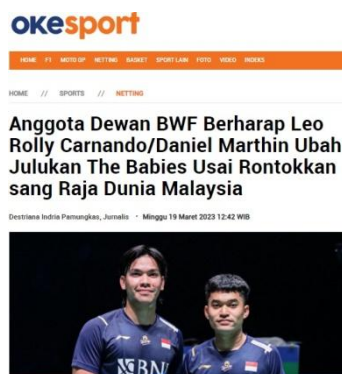 okesport
HOME F1 MOTO GP NETTING BASKET SPORT LAIN FOTO VIDEO INDEKS
HOME // SPORTS // NETTING
Anggota Dewan BWF Berharap Leo
Rolly Carnando/Daniel Marthin Ubah
Julukan The Babies Usai Rontokkan
sang Raja Dunia Malaysia
Destriana Indria Pamungkas, Jurnalis · Minggu 19 Maret 2023 12:42 WIB
BNI